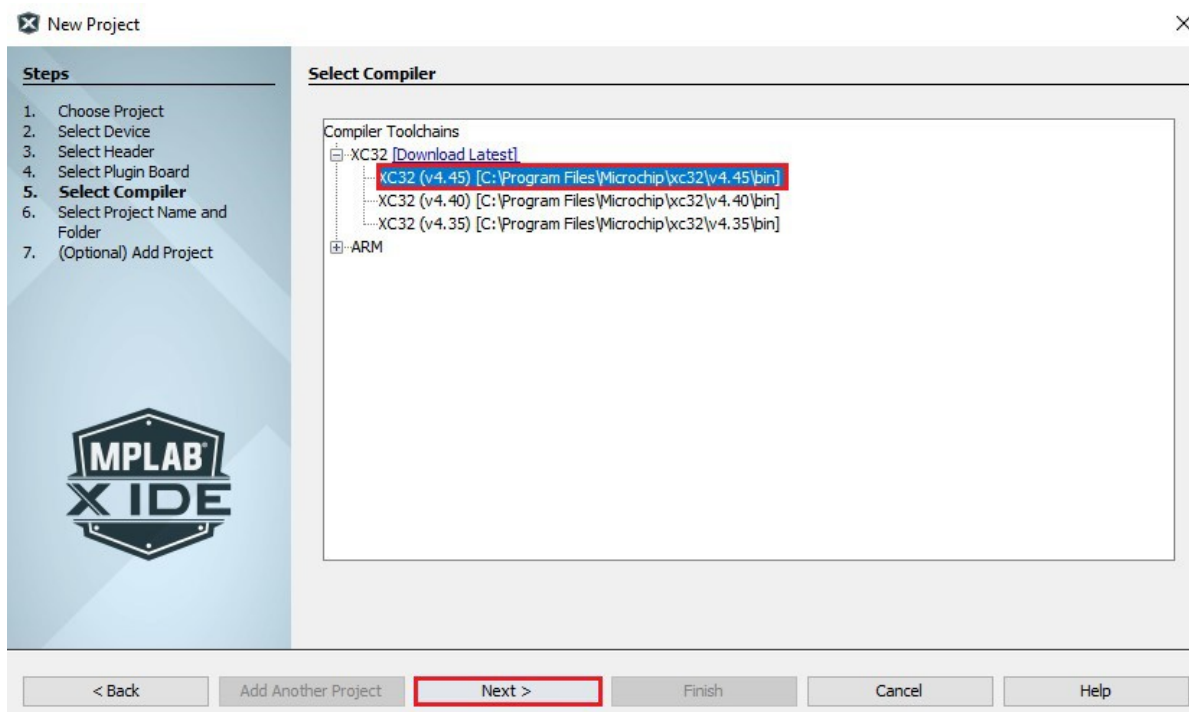 New Project
Steps
1. Choose Project
2. Select Device
3. Select Header
4. Select Plugin Board
5. Select Compiler
6. Select Project Name and
Folder
7. (Optional) Add Project
MPLAB®
X IDE
Select Compiler
Compiler Toolchains
XC32 [Download Latest]
XC32 (v4.45) [C:\Program Files\Microchip\xc32\v4.45\bin]
XC32 (v4.40) [C:\Program Files\Microchip\xc32\v4.40\bin]
XC32 (v4.35) [C:\Program Files\Microchip\xc32\v4.35\bin]
ARM
< Back Add Another Project Next > Finish Cancel Help